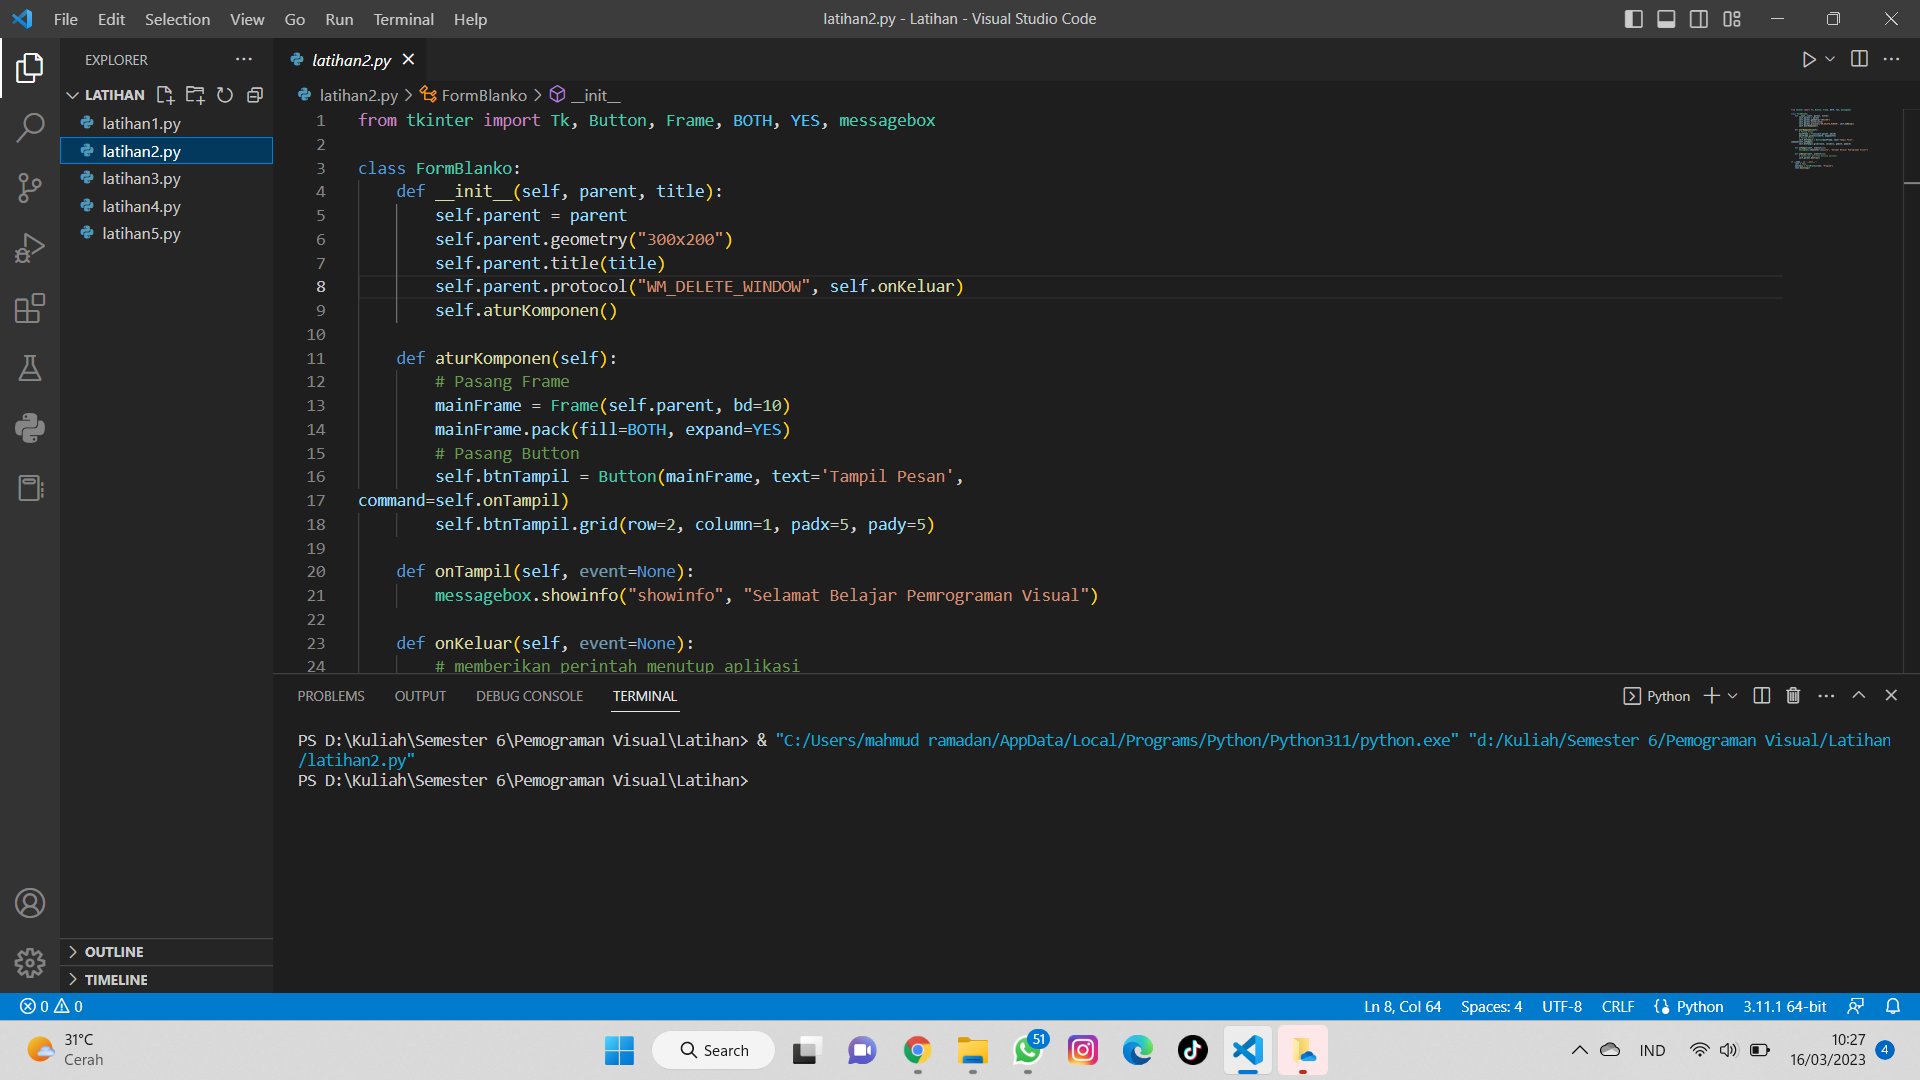 File Edit Selection View Go Run Terminal Help
latihan2.py - Latihan - Visual Studio Code
EXPLORER
LATIHAN
latihan1.py
latihan2.py
latihan3.py
latihan4.py
latihan5.py
OUTLINE
TIMELINE
latihan2.py
latihan2.py > FormBlanko > __init__
1 from tkinter import Tk, Button, Frame, BOTH, YES, messagebox
2
3 class FormBlanko:
4     def __init__(self, parent, title):
5         self.parent = parent
6         self.parent.geometry("300x200")
7         self.parent.title(title)
8         self.parent.protocol("WM_DELETE_WINDOW", self.onKeluar)
9         self.aturKomponen()
10
11     def aturKomponen(self):
12         # Pasang Frame
13         mainFrame = Frame(self.parent, bd=10)
14         mainFrame.pack(fill=BOTH, expand=YES)
15         # Pasang Button
16         self.btnTampil = Button(mainFrame, text='Tampil Pesan',
17 command=self.onTampil)
18         self.btnTampil.grid(row=2, column=1, padx=5, pady=5)
19
20     def onTampil(self, event=None):
21         messagebox.showinfo("showinfo", "Selamat Belajar Pemrograman Visual")
22
23     def onKeluar(self, event=None):
24         # memberikan perintah menutup aplikasi
PROBLEMS OUTPUT DEBUG CONSOLE TERMINAL
Python
PS D:\Kuliah\Semester 6\Pemograman Visual\Latihan> & "C:/Users/mahmud ramadan/AppData/Local/Programs/Python/Python311/python.exe" "d:/Kuliah/Semester 6/Pemograman Visual/Latihan
/latihan2.py"
PS D:\Kuliah\Semester 6\Pemograman Visual\Latihan>
0 0
Ln 8, Col 64 Spaces: 4 UTF-8 CRLF Python 3.11.1 64-bit
31°C
Cerah
Search
51
IND
10:27
16/03/2023
4